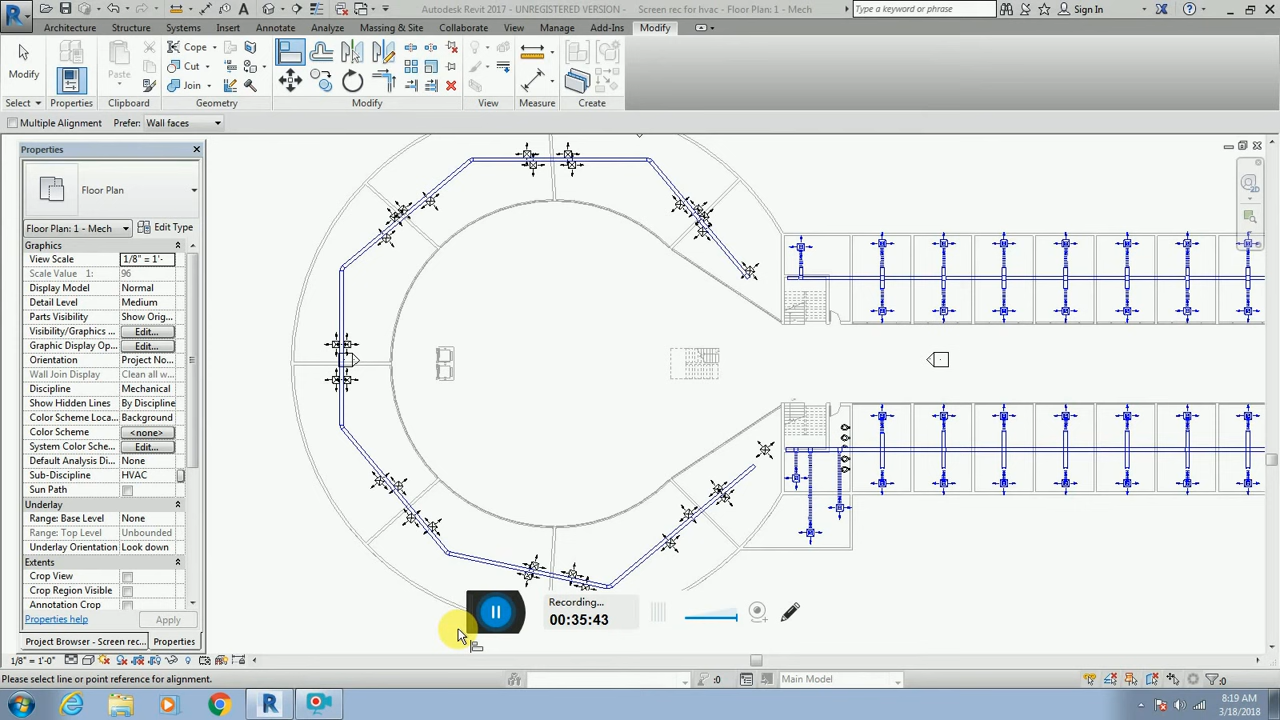 Autodesk Revit 2017 - UNREGISTERED VERSION - Screen rec for hvac - Floor Plan: 1 - Mech
Type a keyword or phrase
Sign In
Architecture Structure Systems Insert Annotate Analyze Massing & Site Collaborate View Manage Add-Ins Modify
Modify
Paste
Cope
Cut
Join
Select Properties Clipboard Geometry Modify View Measure Create
Multiple Alignment Prefer: Wall faces
Properties
Floor Plan
Floor Plan: 1 - Mech Edit Type
Graphics
View Scale 1/8" = 1'-
Scale Value 1: 96
Display Model Normal
Detail Level Medium
Parts Visibility Show Orig...
Visibility/Graphics ... Edit...
Graphic Display Op... Edit...
Orientation Project No...
Wall Join Display Clean all w...
Discipline Mechanical
Show Hidden Lines By Discipline
Color Scheme Loca... Background
Color Scheme <none>
System Color Sche... Edit...
Default Analysis Di... None
Sub-Discipline HVAC
Sun Path
Underlay
Range: Base Level None
Range: Top Level Unbounded
Underlay Orientation Look down
Extents
Crop View
Crop Region Visible
Annotation Crop
Properties help Apply
Project Browser - Screen rec... Properties
Recording...
00:35:43
1/8" = 1'-0"
Please select line or point reference for alignment.
:0
Main Model
:0
8:19 AM
3/18/2018